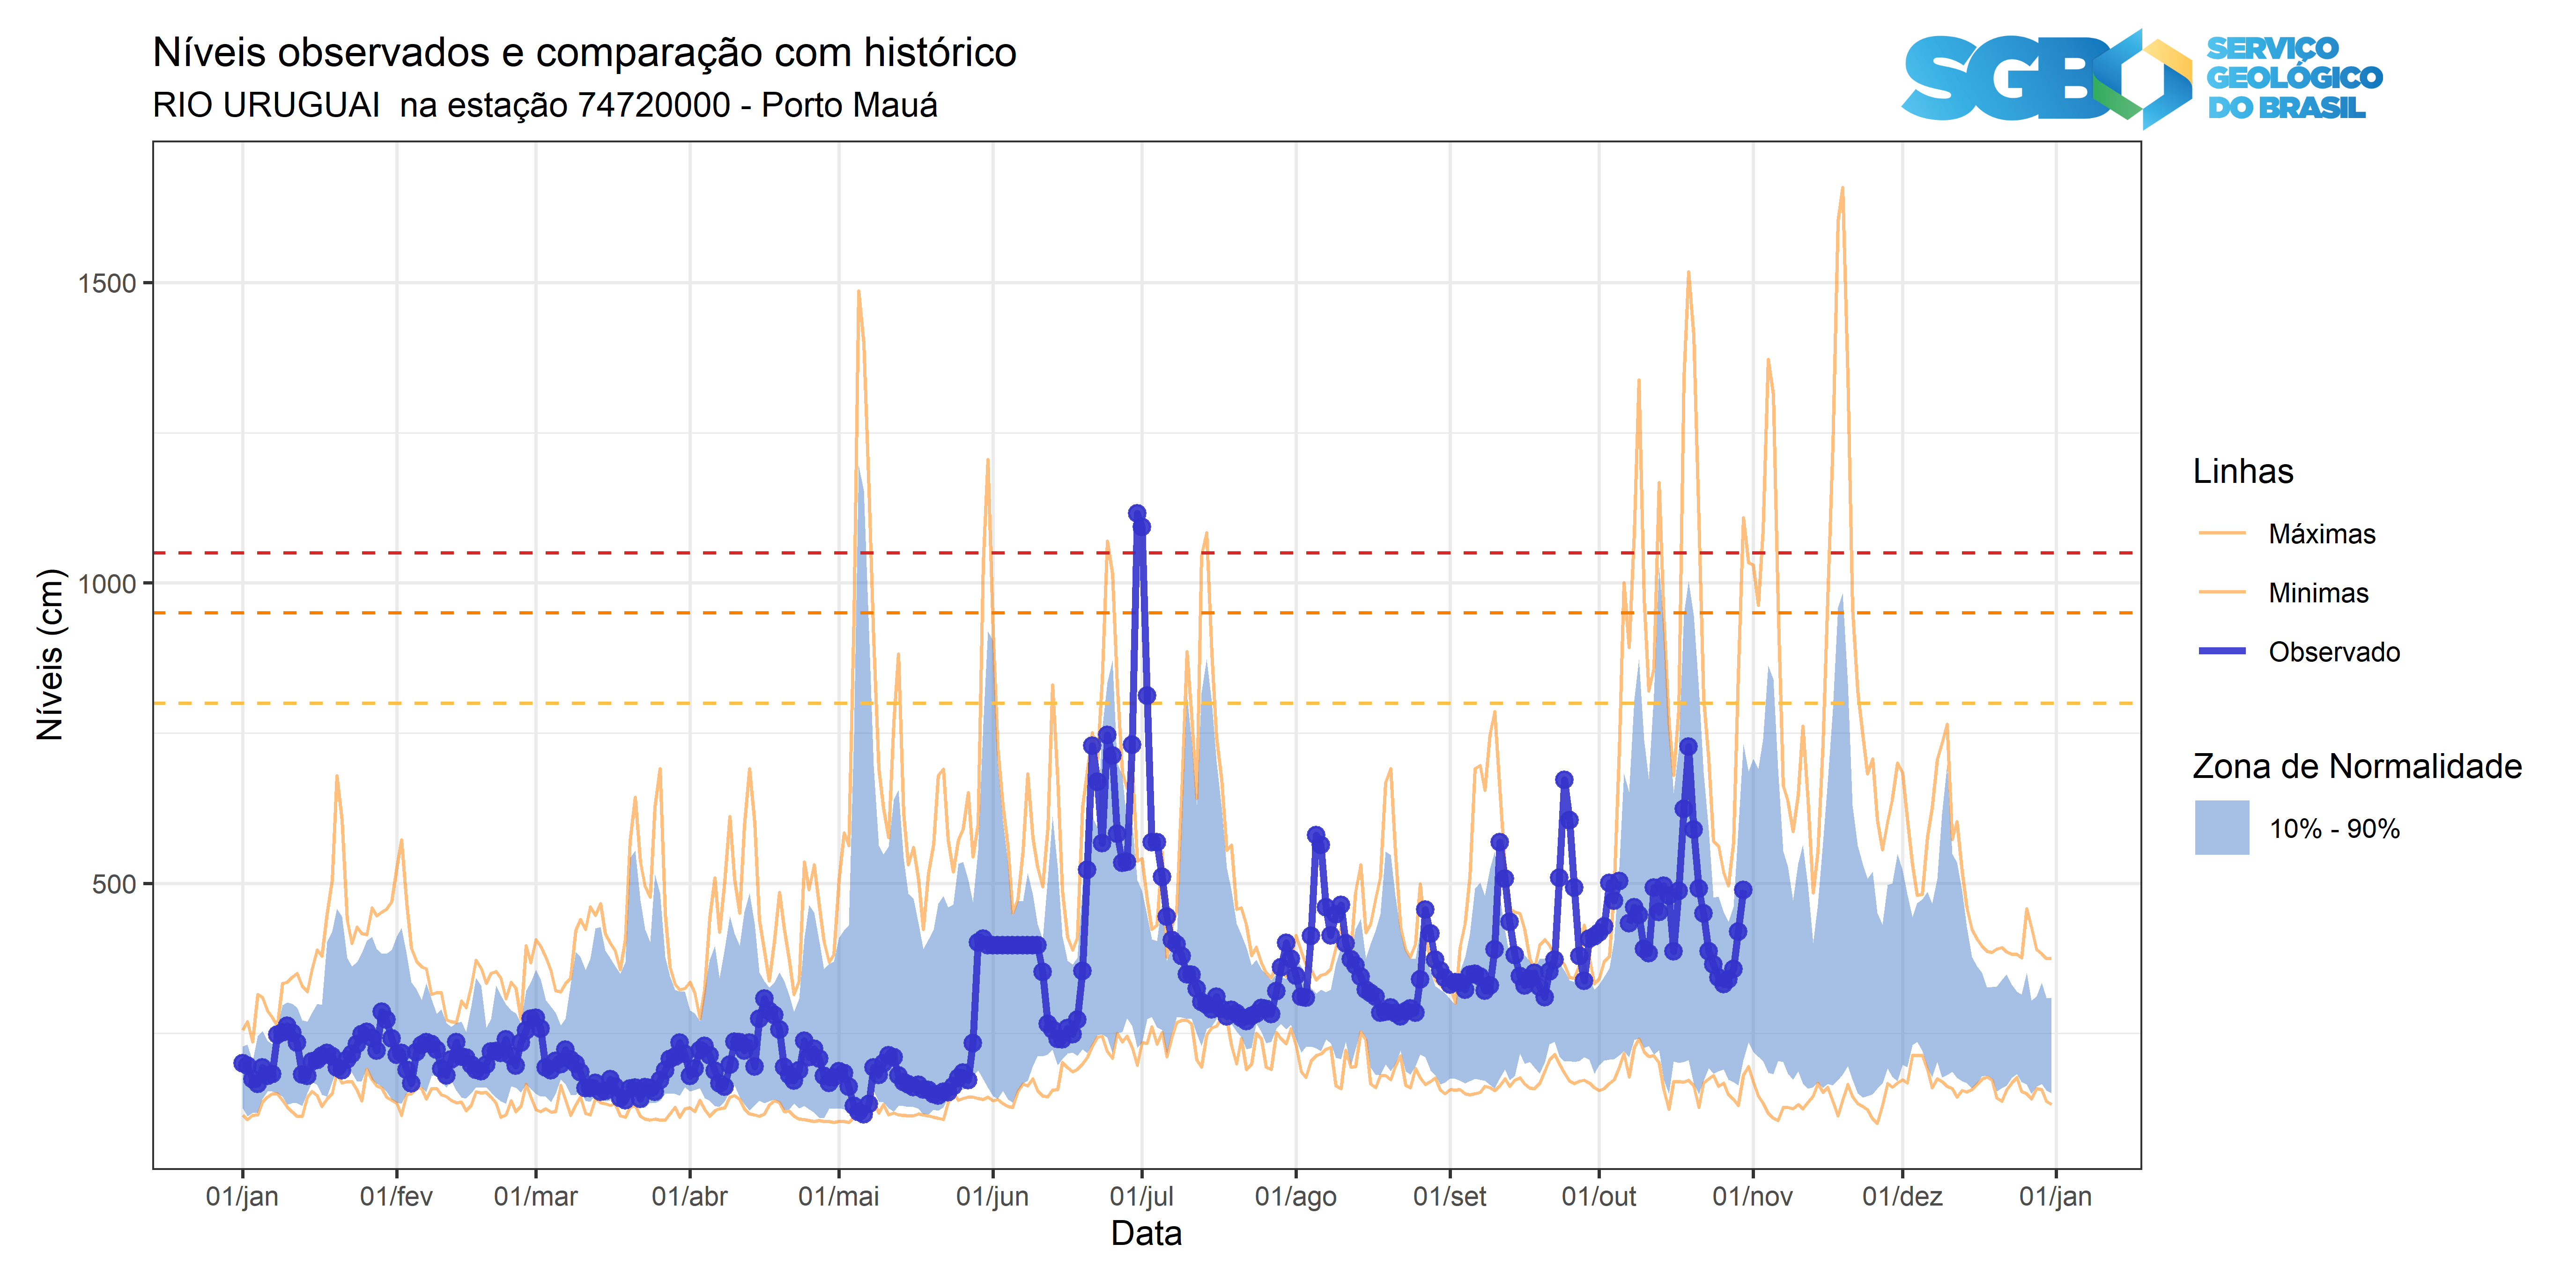 Níveis observados e comparação com histórico
RIO URUGUAI  na estação 74720000 - Porto Mauá
SGB
SERVIÇO
GEOLÓGICO
DO BRASIL
Níveis (cm)
1500
1000
500
01/jan
01/fev
01/mar
01/abr
01/mai
01/jun
01/jul
01/ago
01/set
01/out
01/nov
01/dez
01/jan
Data
Linhas
Máximas
Minimas
Observado
Zona de Normalidade
10% - 90%